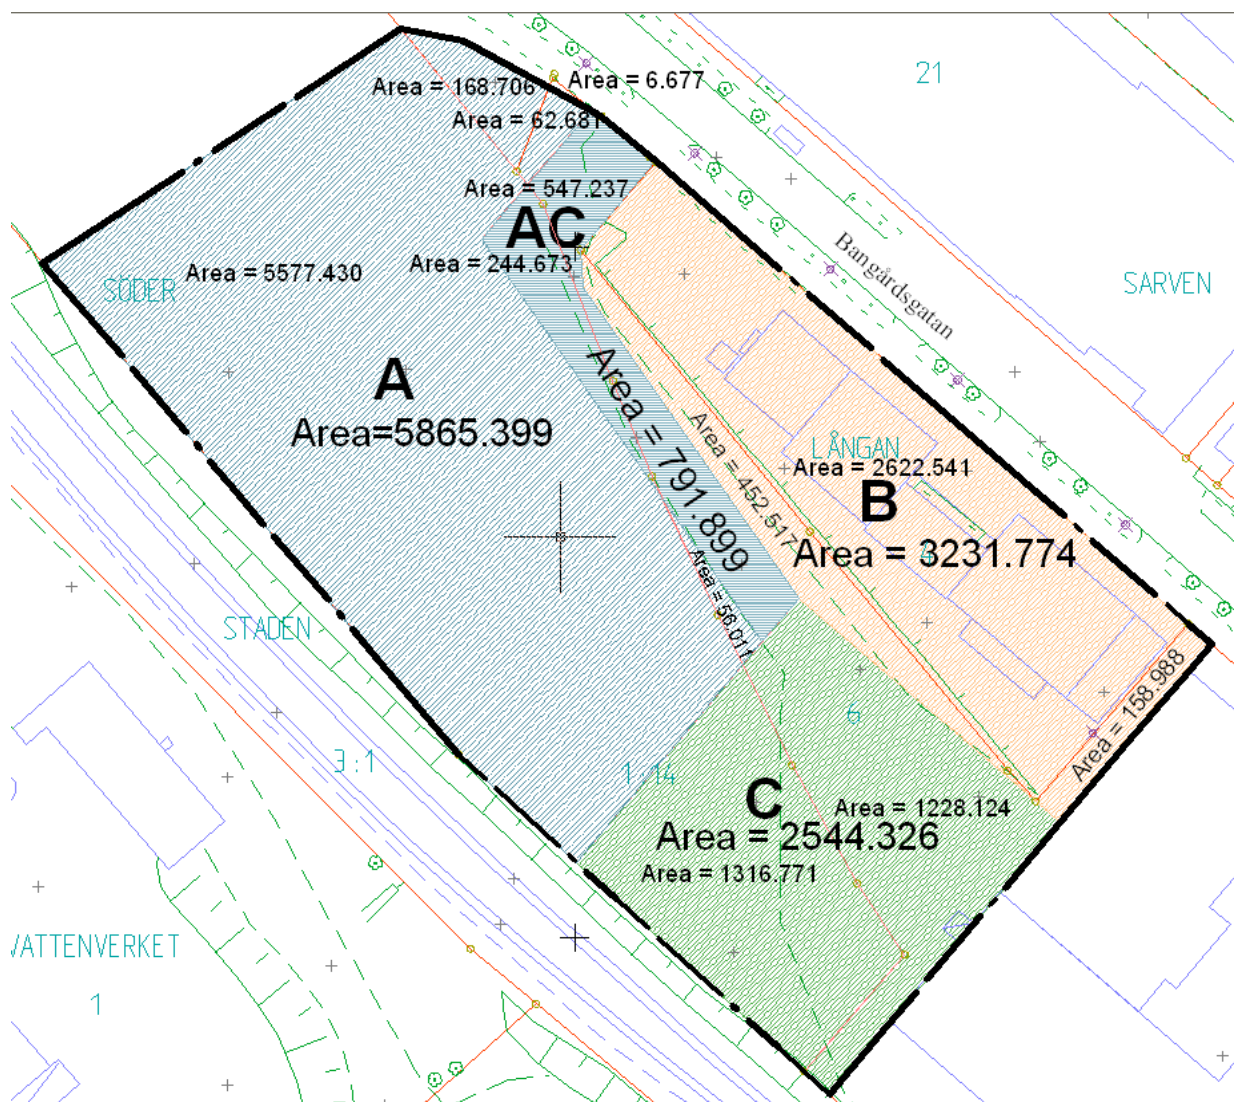 21
Area = 6.677
Area = 168.706
Area = 62.681
Area = 547.237
AC
Area = 244.673
Area = 5577.430
SÖDER
Bangårdsgatan
SARVEN
A
Area=5865.399
Area = 791.899
Area = 452.517
LÅNGAN
Area = 2622.541
B
Area = 3231.774
4
Area = 56.011
STADEN
Area = 158.988
6
3:1
1:14
C
Area = 1228.124
Area = 2544.326
Area = 1316.771
VATTENVERKET
1